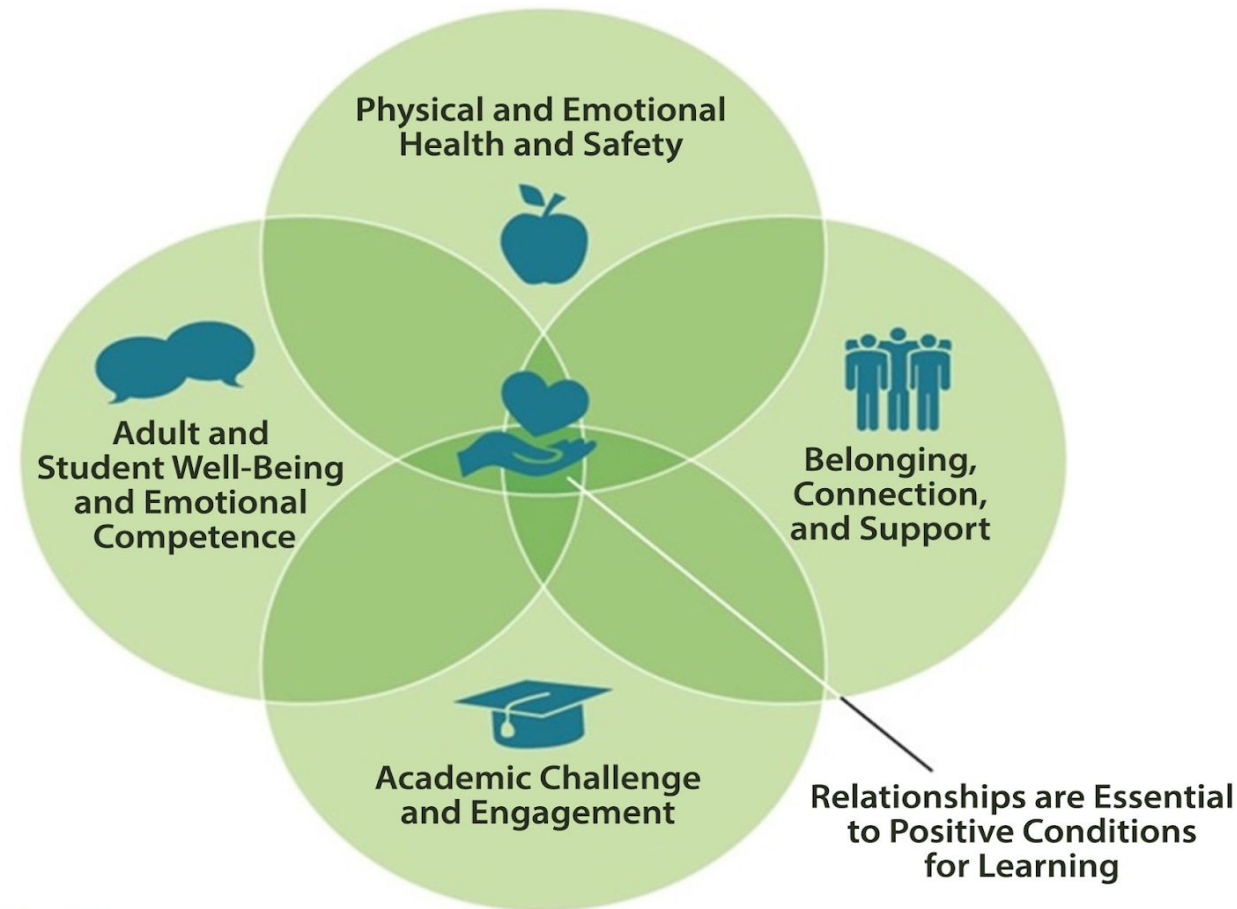 Physical and Emotional
Health and Safety
Adult and
Student Well-Being
and Emotional
Competence
Belonging,
Connection,
and Support
Academic Challenge
and Engagement
Relationships are Essential
to Positive Conditions
for Learning